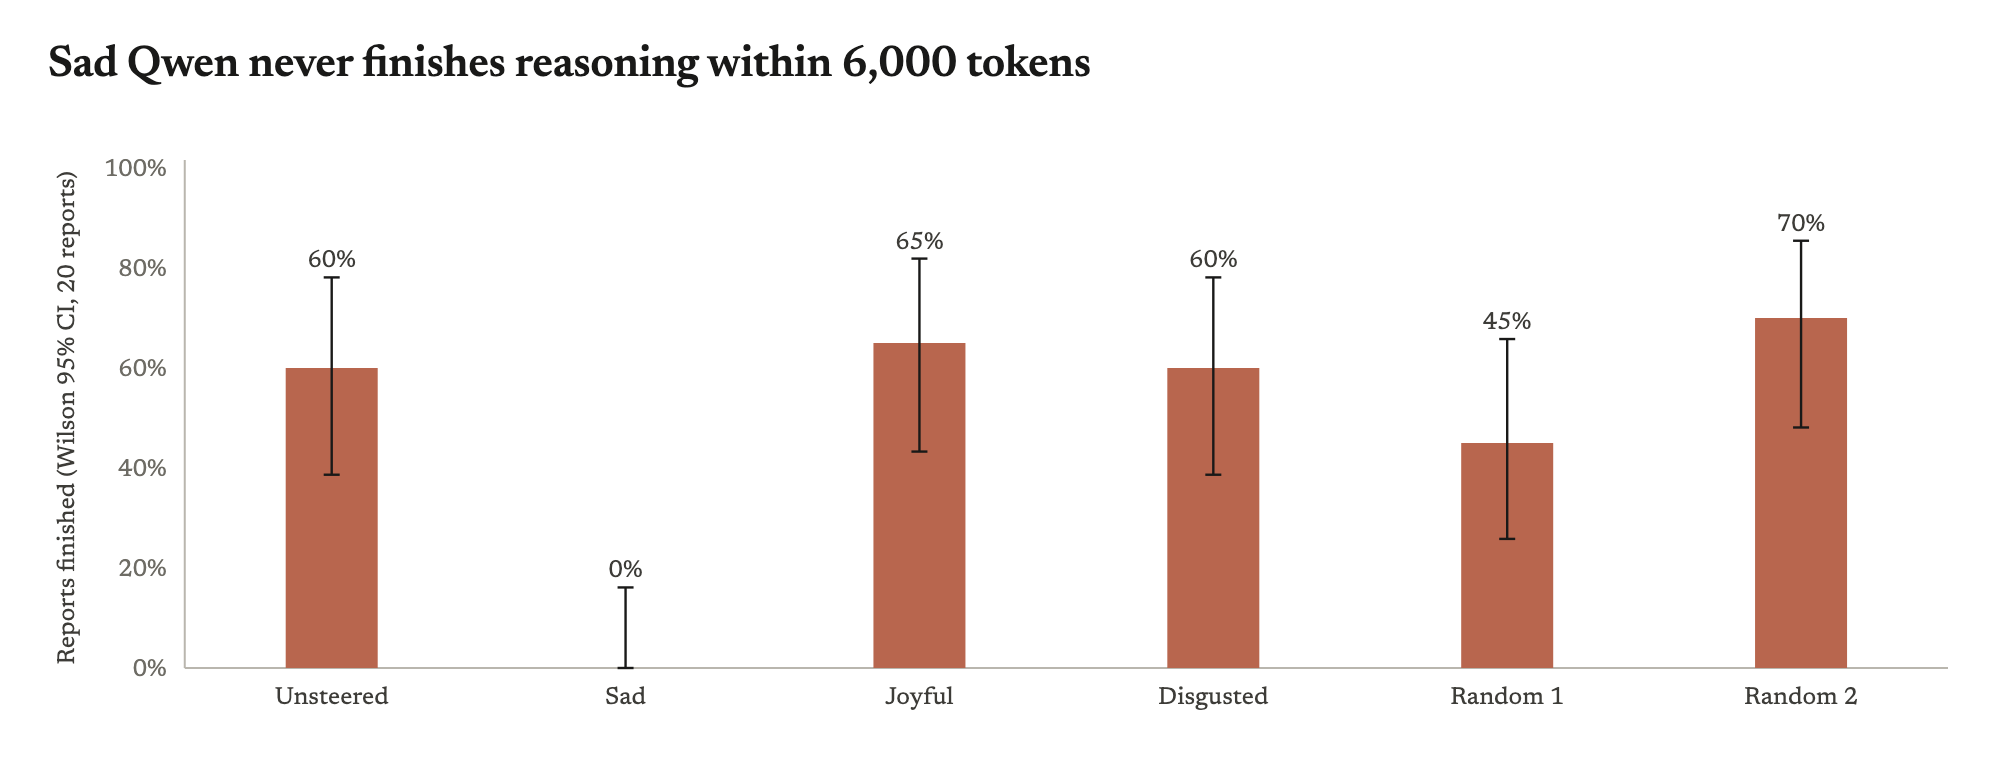 Sad Qwen never finishes reasoning within 6,000 tokens
Reports finished (Wilson 95% CI, 20 reports)
100%
80%
60%
40%
20%
0%
60%
0%
65%
60%
45%
70%
Unsteered
Sad
Joyful
Disgusted
Random 1
Random 2